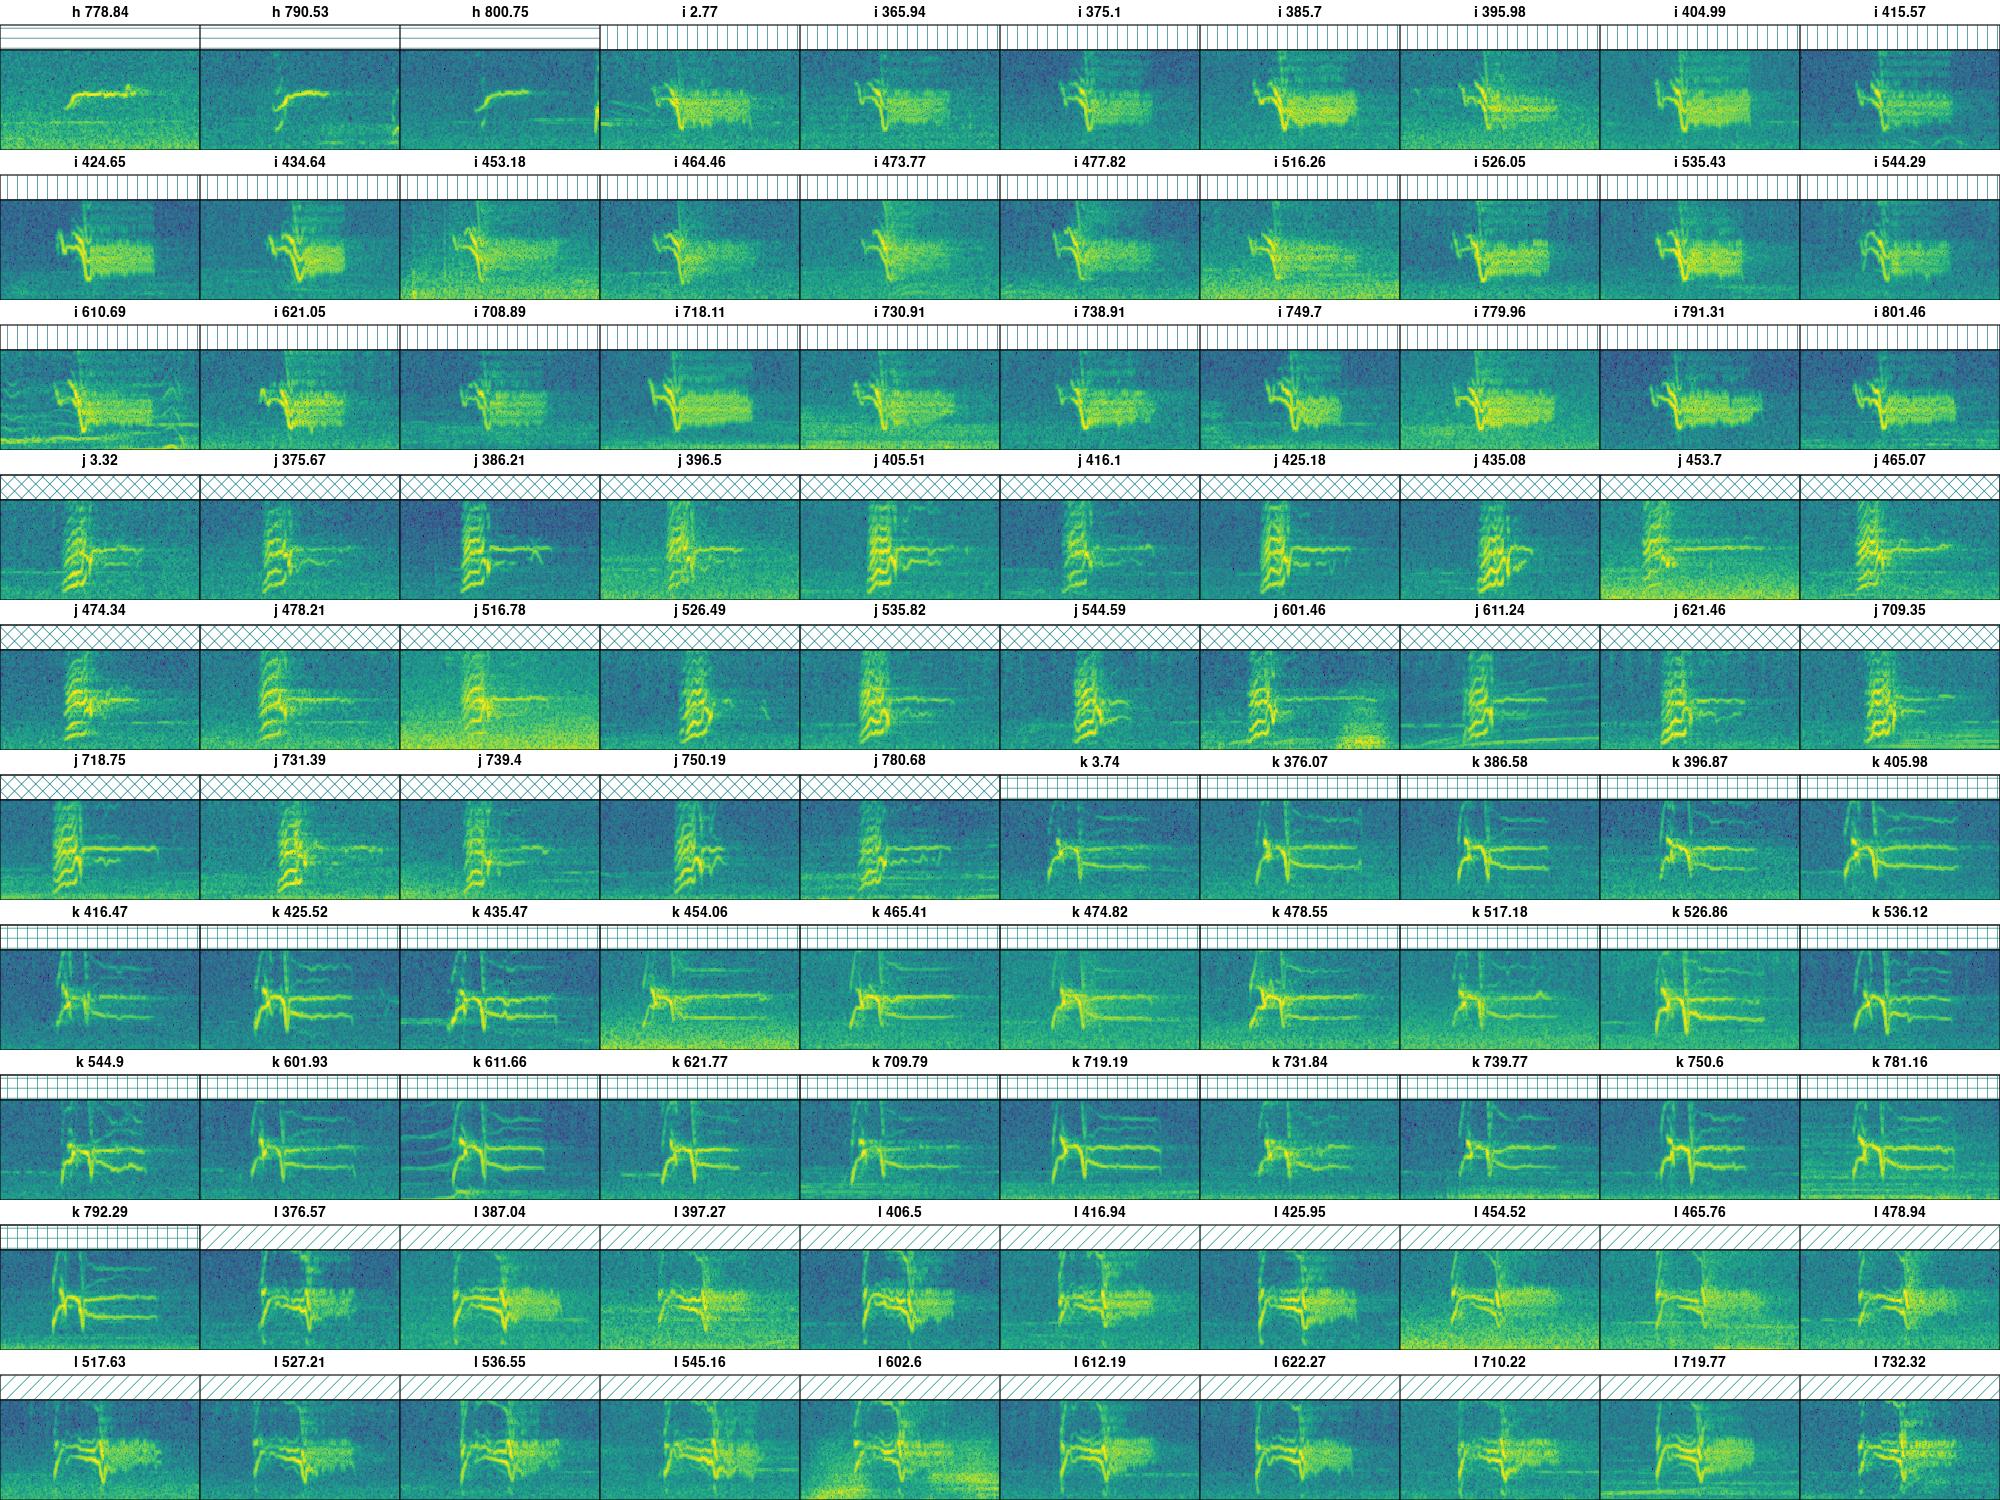 h 778.84 h 790.53 h 800.75 i 2.77 i 365.94 i 375.1 i 385.7 i 395.98 i 404.99 i 415.57
i 424.65 i 434.64 i 453.18 i 464.46 i 473.77 i 477.82 i 516.26 i 526.05 i 535.43 i 544.29
i 610.69 i 621.05 i 708.89 i 718.11 i 730.91 i 738.91 i 749.7 i 779.96 i 791.31 i 801.46
j 3.32 j 375.67 j 386.21 j 396.5 j 405.51 j 416.1 j 425.18 j 435.08 j 453.7 j 465.07
j 474.34 j 478.21 j 516.78 j 526.49 j 535.82 j 544.59 j 601.46 j 611.24 j 621.46 j 709.35
j 718.75 j 731.39 j 739.4 j 750.19 j 780.68 k 3.74 k 376.07 k 386.58 k 396.87 k 405.98
k 416.47 k 425.52 k 435.47 k 454.06 k 465.41 k 474.82 k 478.55 k 517.18 k 526.86 k 536.12
k 544.9 k 601.93 k 611.66 k 621.77 k 709.79 k 719.19 k 731.84 k 739.77 k 750.6 k 781.16
k 792.29 l 376.57 l 387.04 l 397.27 l 406.5 l 416.94 l 425.95 l 454.52 l 465.76 l 478.94
l 517.63 l 527.21 l 536.55 l 545.16 l 602.6 l 612.19 l 622.27 l 710.22 l 719.77 l 732.32